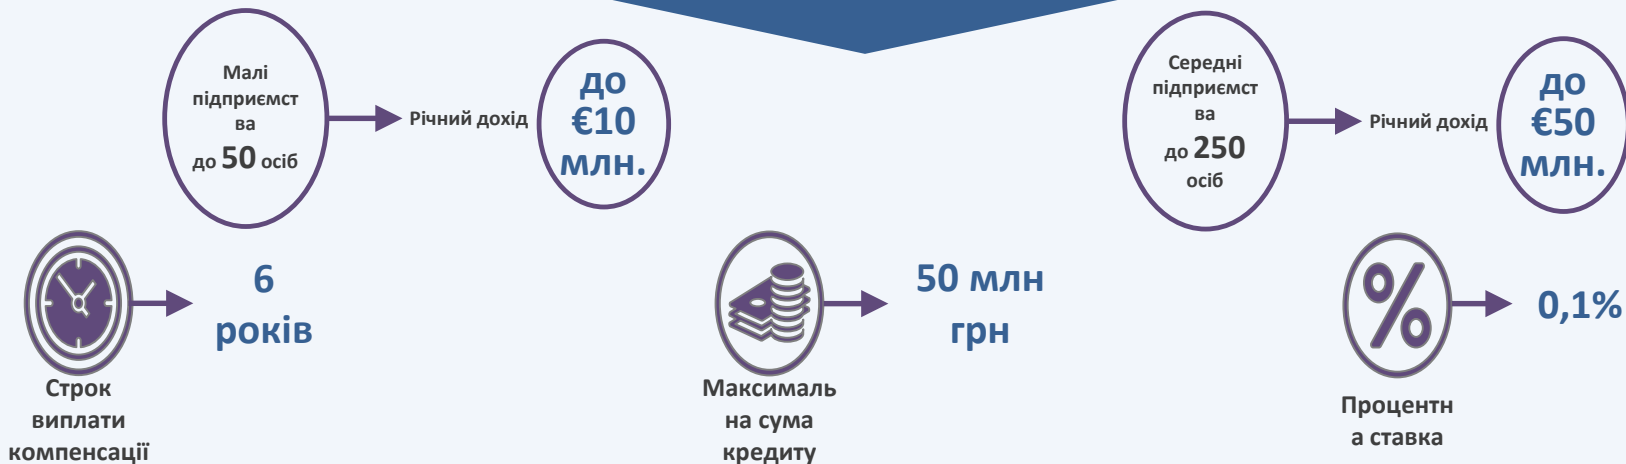 Малі
підприємст
ва
до 50 осіб
Річний дохід
до
€10
млн.
Середні
підприємст
ва
до 250
осіб
Річний дохід
до
€50
млн.
6
років
Строк
виплати
компенсації
50 млн
грн
Максималь
на сума
кредиту
%
0,1%
Процентн
а ставка